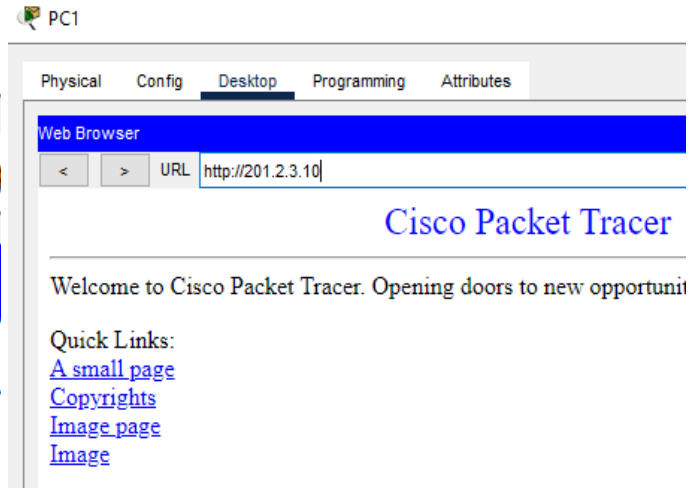 PC1
Physical Config Desktop Programming Attributes
Web Browser
< > URL http://201.2.3.10
Cisco Packet Tracer
Welcome to Cisco Packet Tracer. Opening doors to new
Quick Links:
A small page
Copyrights
Image page
Image